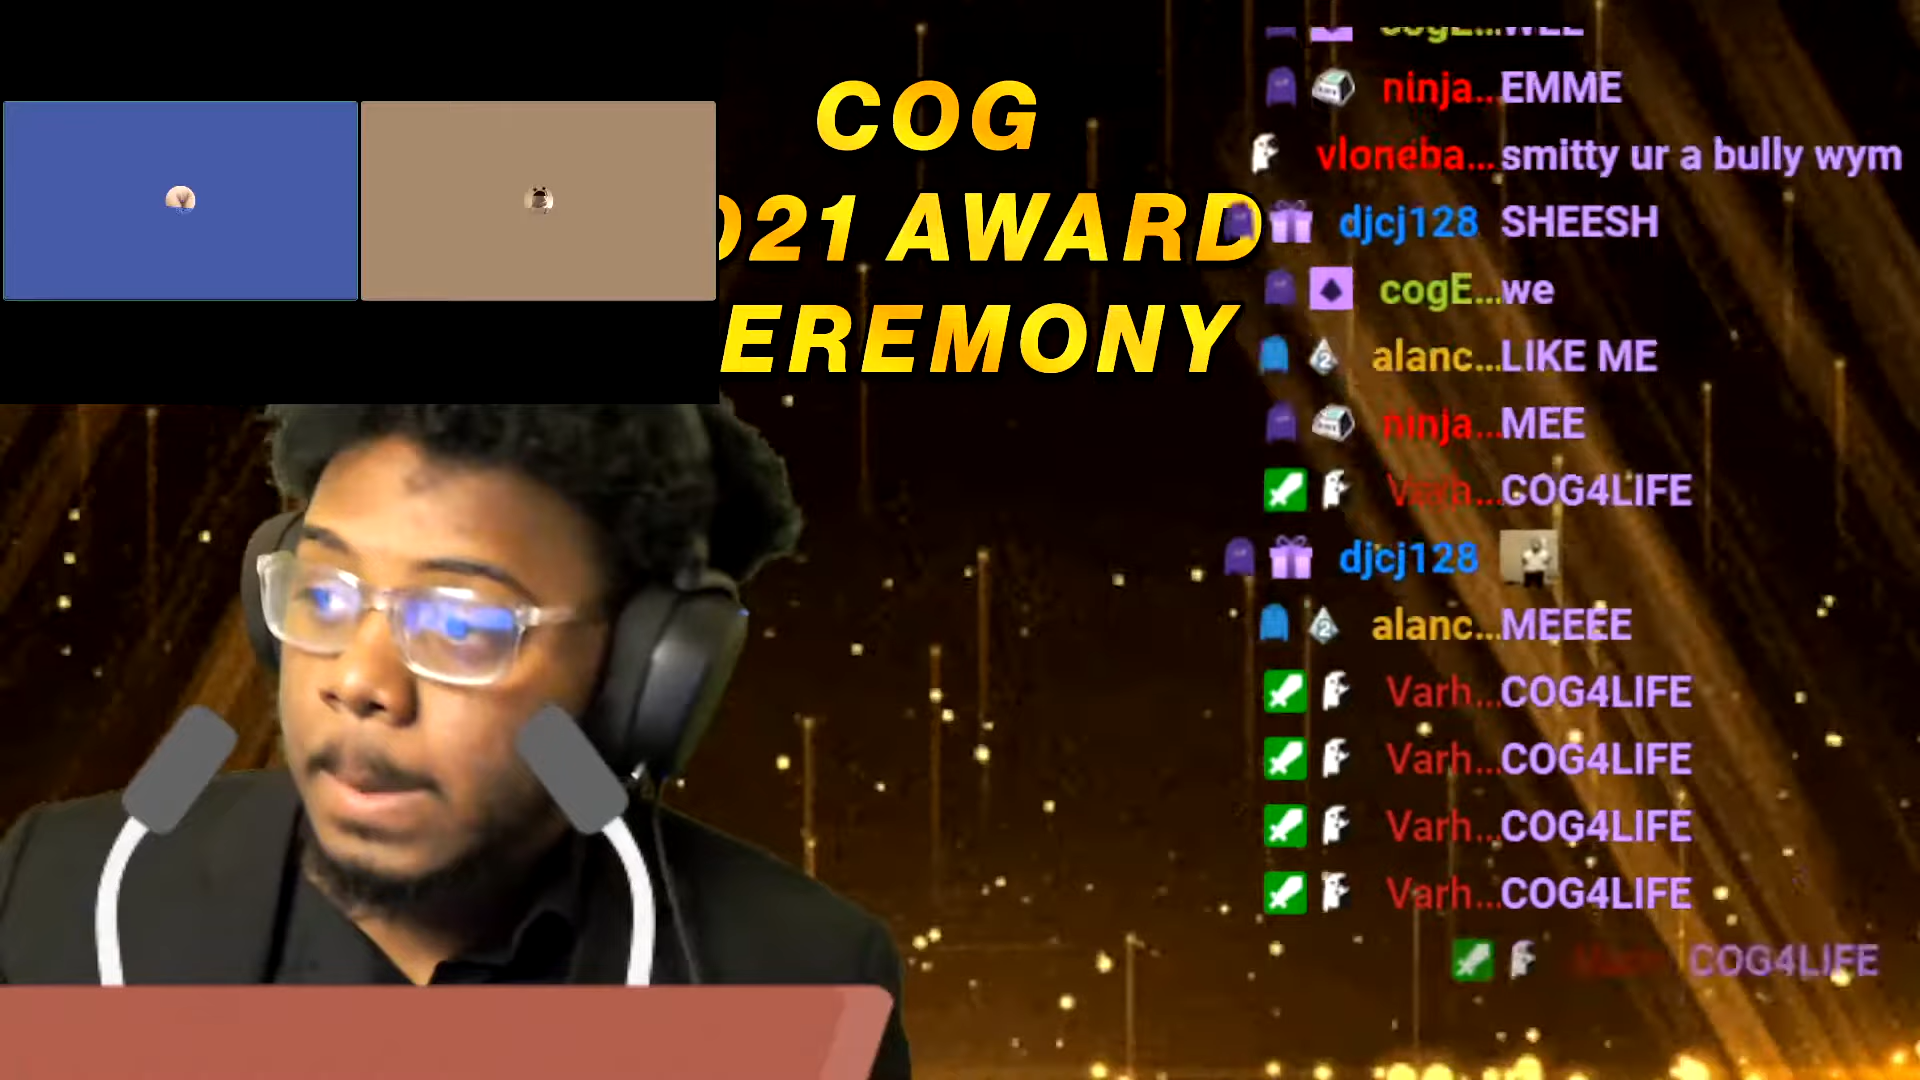 COG
021 AWARD
EREMONY
ninja...EMME
vloneba...smitty ur a bully wym
djcj128 SHEESH
cogE...we
alanc...LIKE ME
ninja...MEE
Varh...COG4LIFE
djcj128
alanc...MEEEE
Varh...COG4LIFE
Varh...COG4LIFE
Varh...COG4LIFE
Varh...COG4LIFE
COG4LIFE